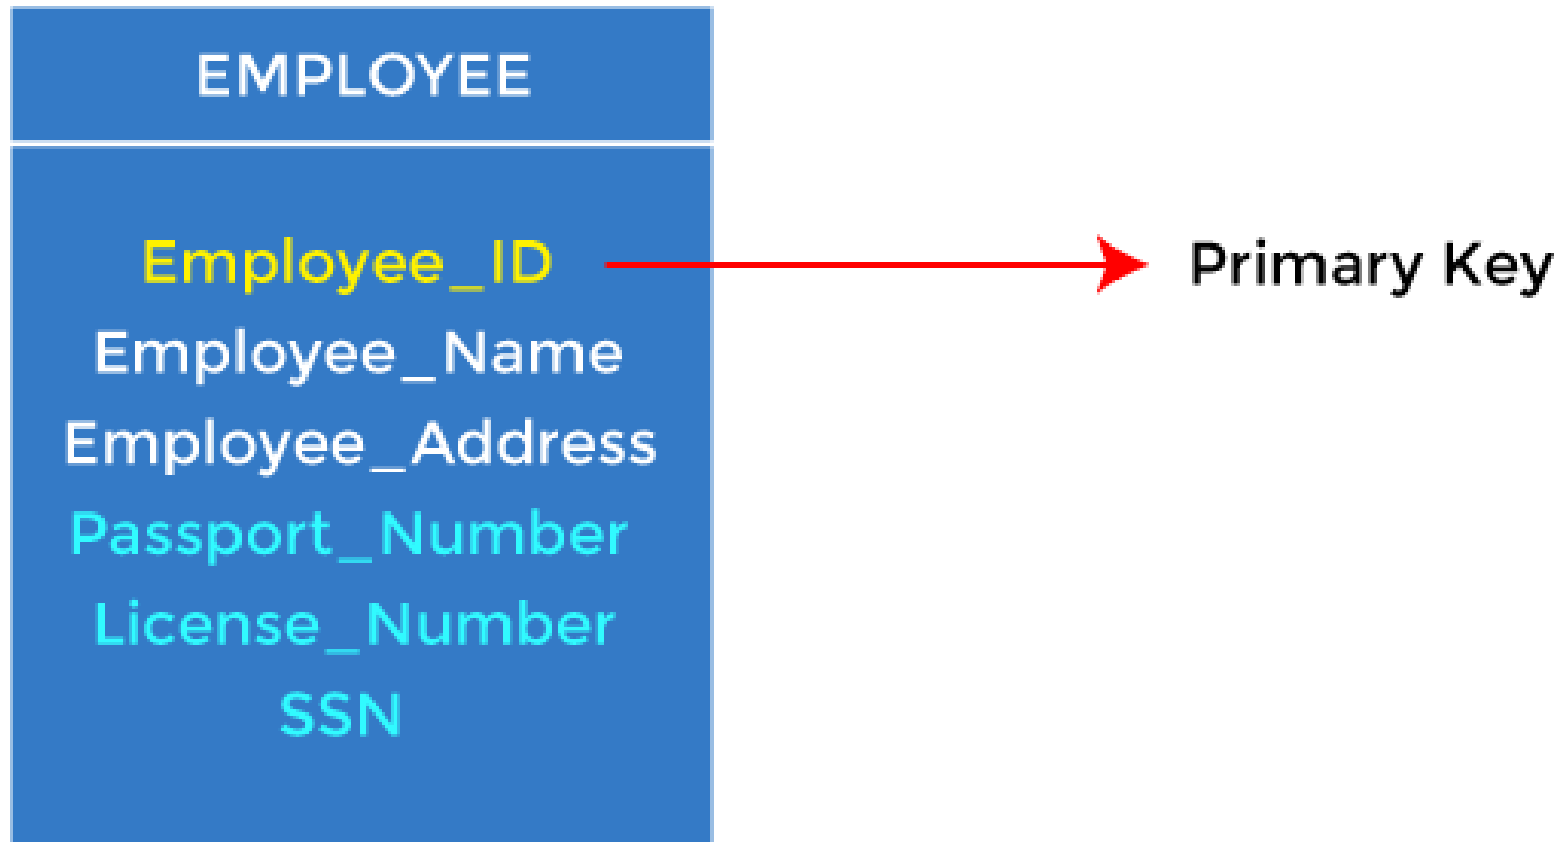 EMPLOYEE
Employee_ID
Primary Key
Employee_Name
Employee_Address
Passport_Number
License_Number
SSN